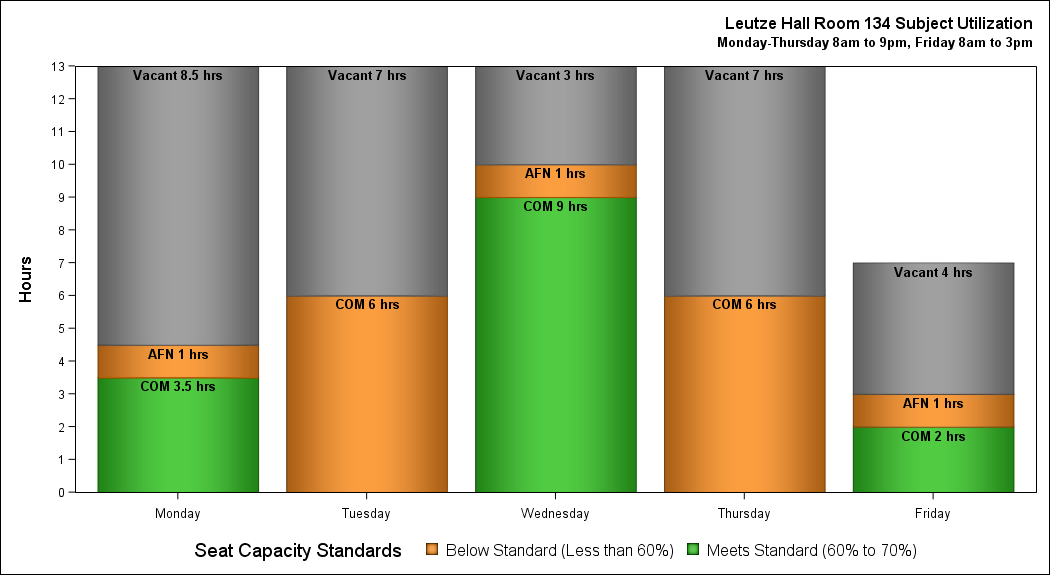 Leutze Hall Room 134 Subject Utilization
Monday-Thursday 8am to 9pm, Friday 8am to 3pm
Hours
13
12
11
10
9
8
7
6
5
4
3
2
1
0
Vacant 8.5 hrs
AFN 1 hrs
COM 3.5 hrs
Vacant 7 hrs
COM 6 hrs
Vacant 3 hrs
AFN 1 hrs
COM 9 hrs
Vacant 7 hrs
COM 6 hrs
Vacant 4 hrs
AFN 1 hrs
COM 2 hrs
Monday Tuesday Wednesday Thursday Friday
Seat Capacity Standards Below Standard (Less than 60%) Meets Standard (60% to 70%)